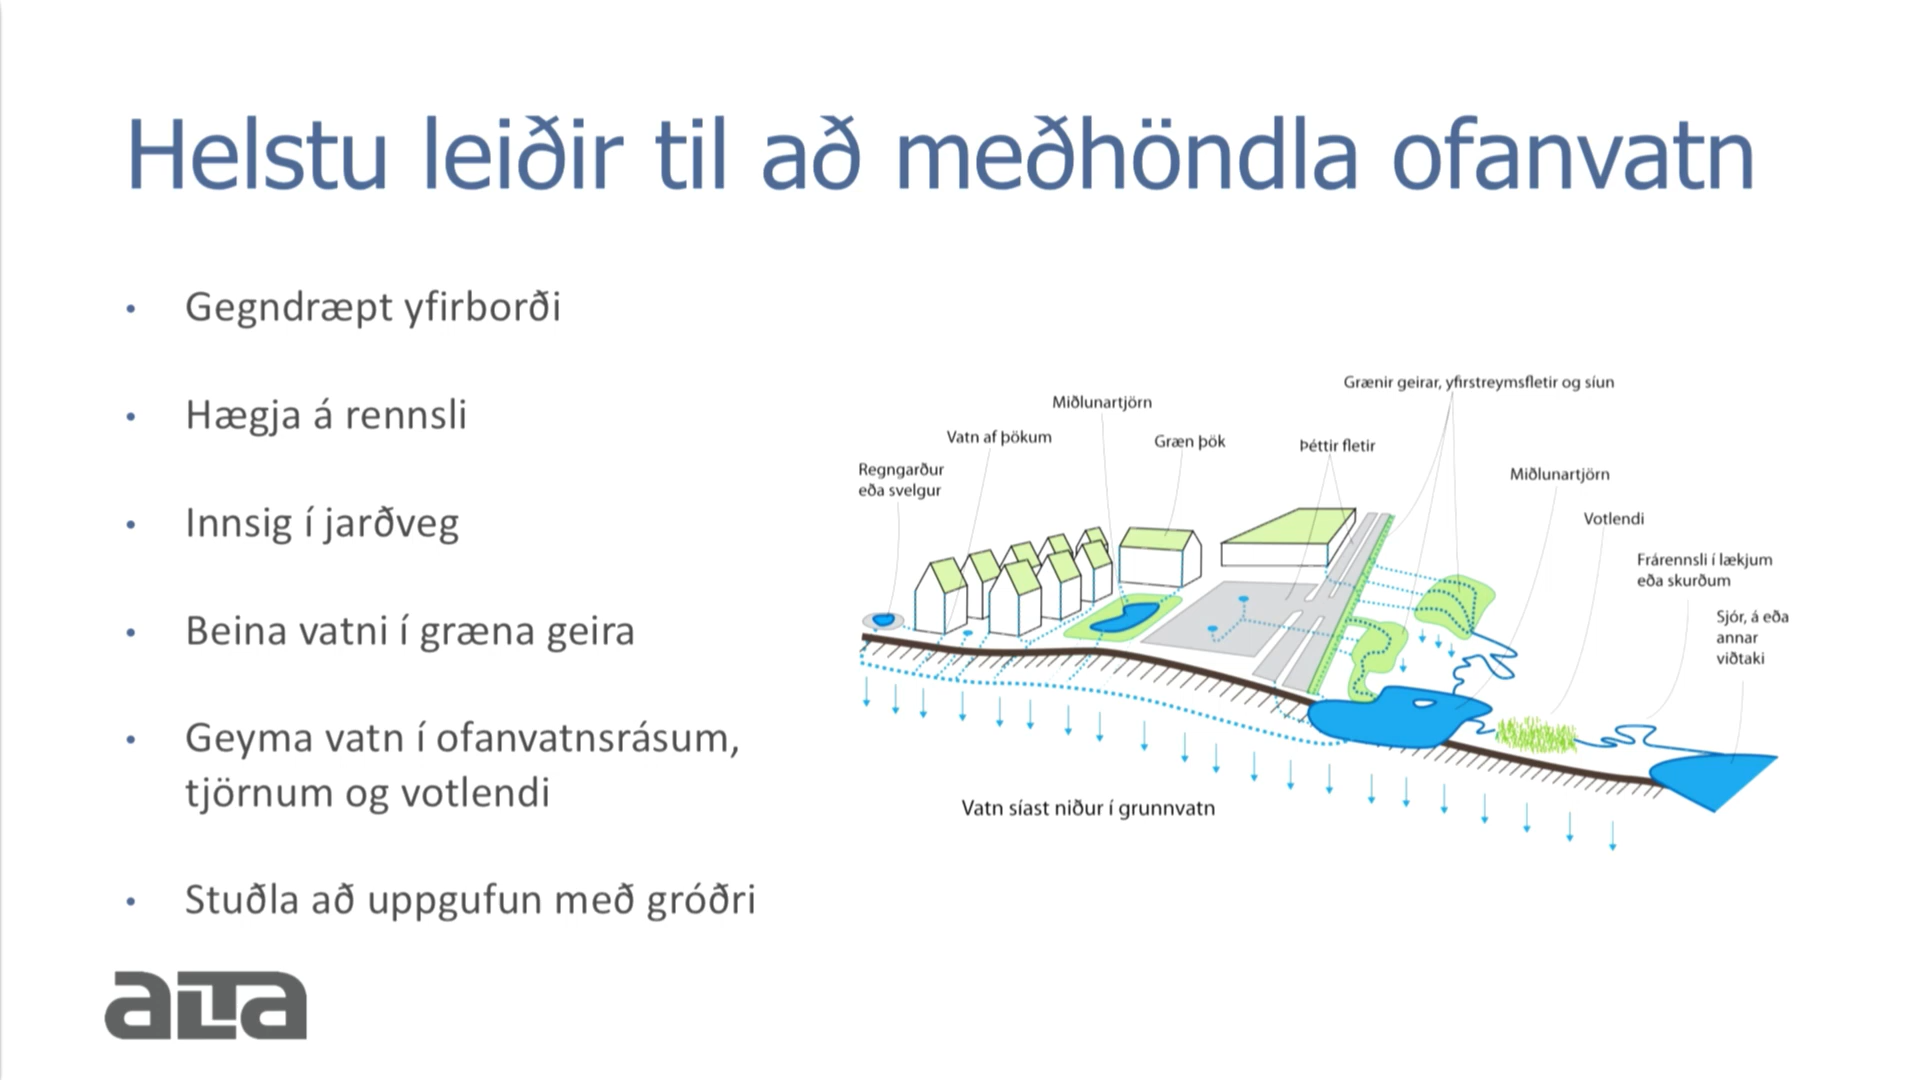 Helstu leiðir til að meðhöndla ofanvatn
• Gegndræpt yfirborði
• Hægja á rennsli
• Innsig í jarðveg
• Beina vatni í græna geira
• Geyma vatn í ofanvatnsrásum,
tjörnum og votlendi
• Stuðla að uppgufun með gróðri
Regngarður
eða svelgur
Vatn af þökum
Miðlunartjörn
Græn þök
Þéttir fletir
Grænir geirar, yfirstreymsfletir og síun
Miðlunartjörn
Votlendi
Frárennsli í lækjum
eða skurðum
Sjór, á eða
annar
viðtaki
Vatn síast niður í grunnvatn
aLTa